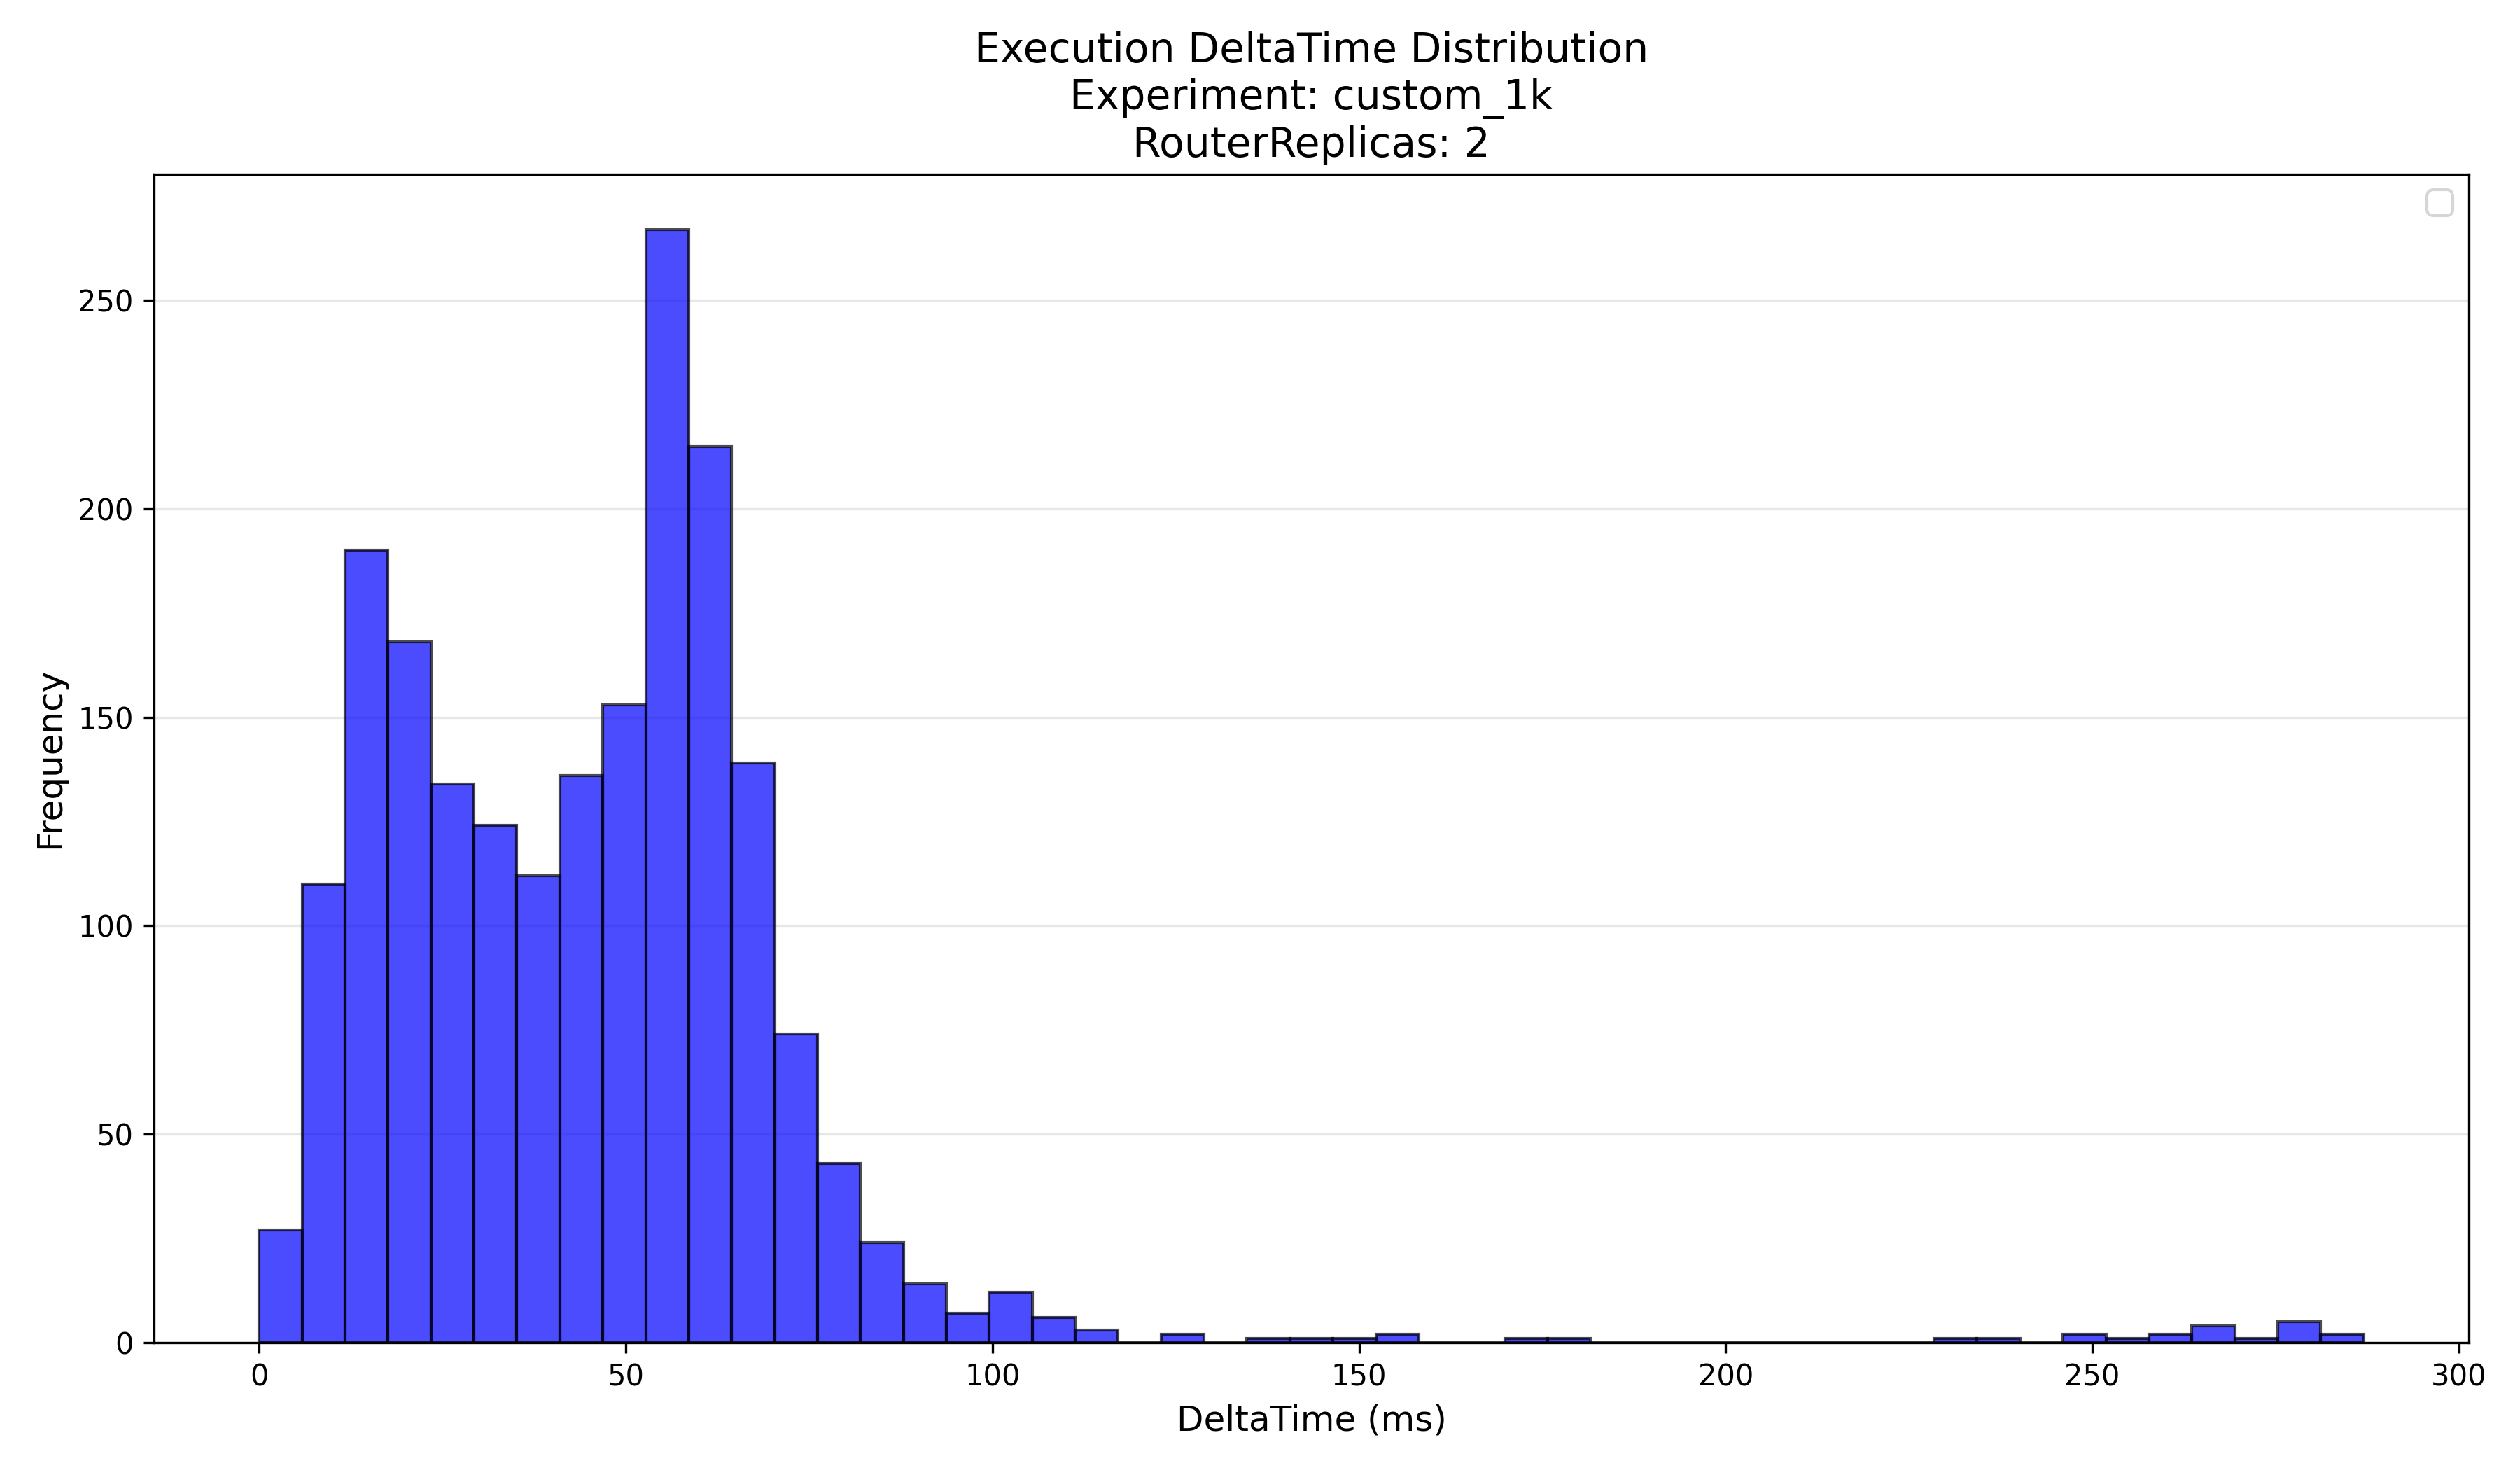 Execution DeltaTime Distribution
Experiment: custom_1k
RouterReplicas: 2
Frequency
250
200
150
100
50
0
0 50 100 150 200 250 300
DeltaTime (ms)